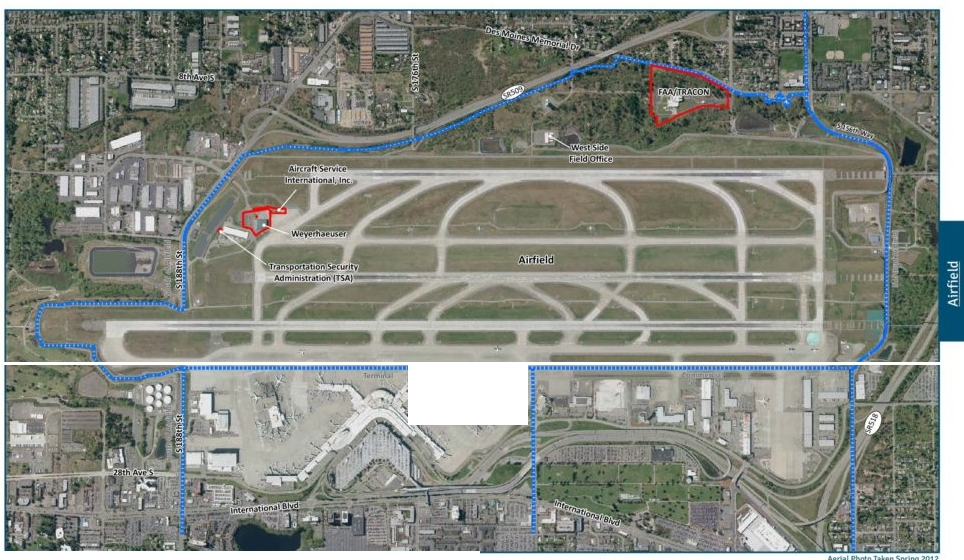 Des Moines Memorial Dr
8th Ave S
S 176th St
SR509
FAA/TRACON
S 156th Way
West Side
Field Office
Aircraft Service
International, Inc.
Weyerhaeuser
Transportation Security
Administration (TSA)
Airfield
S 188th St
Airfield
Terminal
S 188th St
SR518
28th Ave S
International Blvd
International Blvd
Aerial Photo Taken Spring 2012